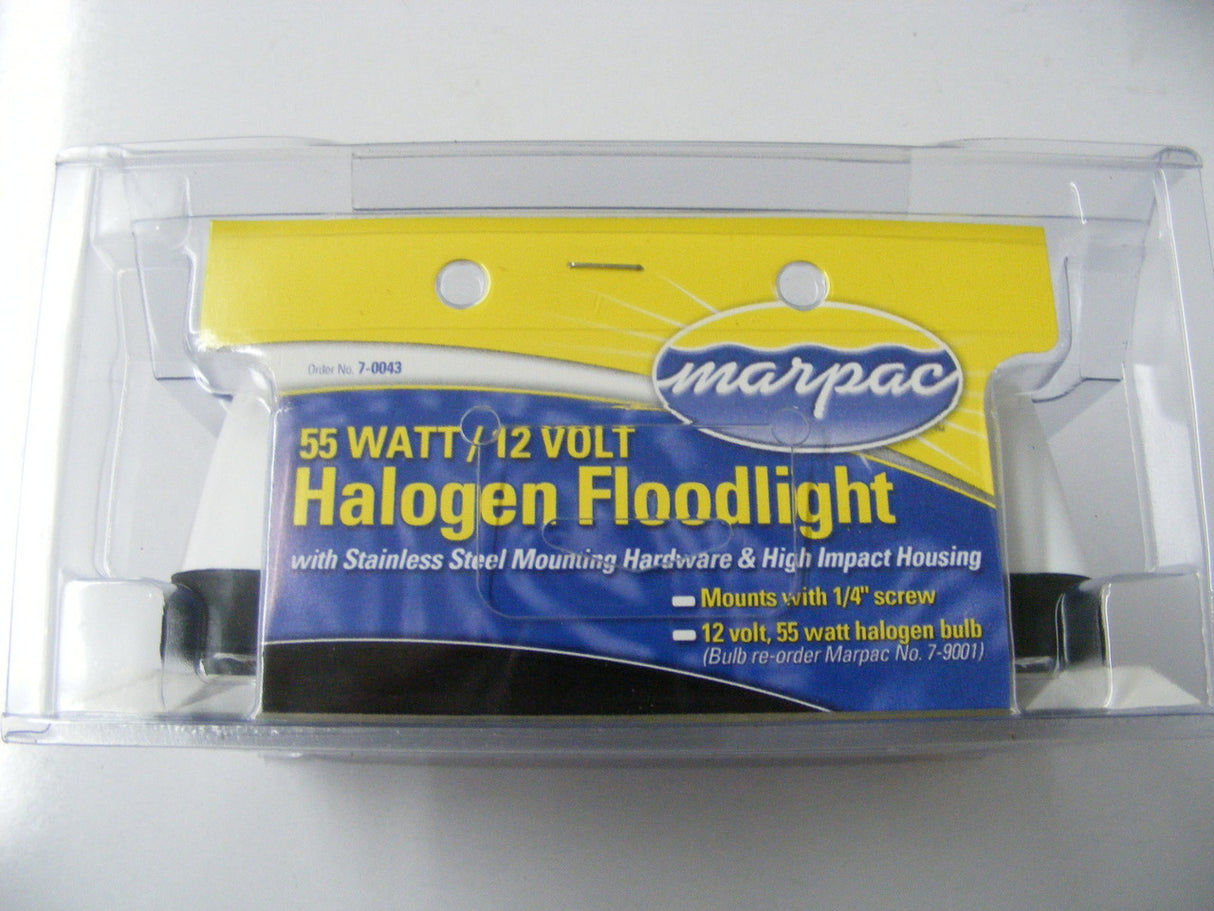 Order No. 7-0043
marpac
55 WATT / 12 VOLT
Halogen Floodlight
with Stainless Steel Mounting Hardware & High Impact Housing
Mounts with 1/4" screw
12 volt, 55 watt halogen bulb
(Bulb re-order Marpac No. 7-9001)